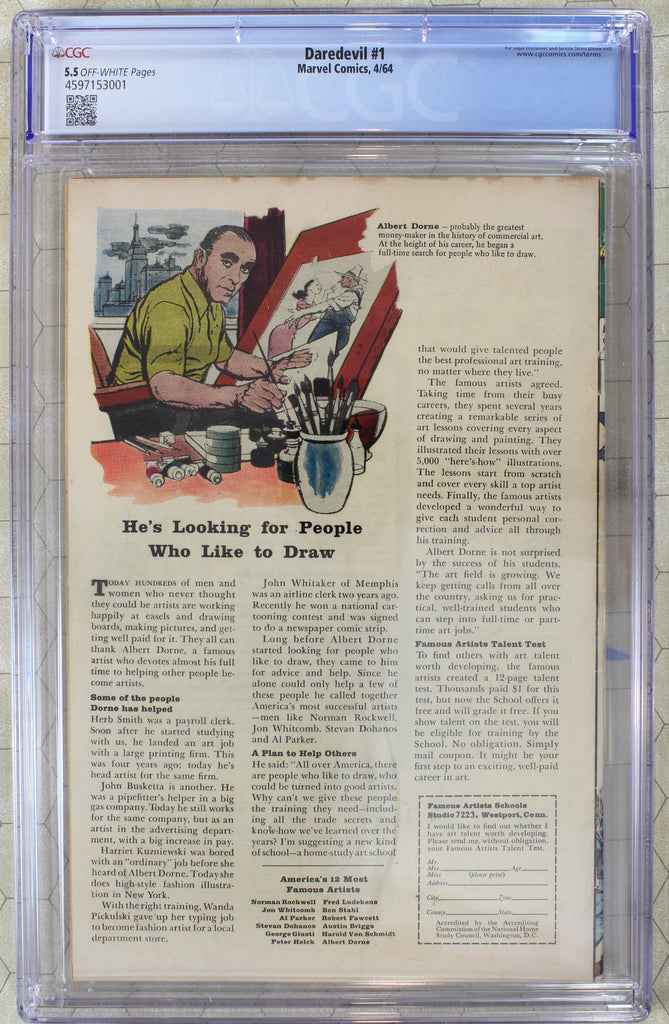 CGC
Daredevil #1
Marvel Comics, 4/64
For Legal Disclaimer and Service Terms please visit
www.cgccomics.com/terms
5.5 OFF-WHITE Pages
4597153001
CGC
Albert Dorne – probably the greatest
money-maker in the history of commercial art.
At the height of his career, he began a
full-time search for people who like to draw.
He's Looking for People
Who Like to Draw
TODAY HUNDREDS of men and
women who never thought
they could be artists are working
happily at easels and drawing
boards, making pictures, and get-
ting well paid for it. They all can
thank Albert Dorne, a famous
artist who devotes almost his full
time to helping other people be-
come artists.
Some of the people
Dorne has helped
Herb Smith was a payroll clerk.
Soon after he started studying
with us, he landed an art job
with a large printing firm. This
was four years ago; today he's
head artist for the same firm.
John Busketta is another. He
was a pipefitter's helper in a big
gas company. Today he still works
for the same company, but as an
artist in the advertising depart-
ment, with a big increase in pay.
Harriet Kuzniewski was bored
with an "ordinary" job before she
heard of Albert Dorne. Today she
does high-style fashion illustra-
tion in New York.
With the right training, Wanda
Pickulski gave up her typing job
to become fashion artist for a local
department store.
John Whitaker of Memphis
was an airline clerk two years ago.
Recently he won a national car-
tooning contest and was signed
to do a newspaper comic strip.
Long before Albert Dorne
started looking for people who
like to draw, they came to him
for advice and help. Since he
alone could only help a few of
these people he called together
America's most successful artists
—men like Norman Rockwell,
Jon Whitcomb, Stevan Dohanos
and Al Parker.
A Plan to Help Others
He said: "All over America, there
are people who like to draw, who
could be turned into good artists.
Why can't we give these people
the training they need—includ-
ing all the trade secrets and
know-how we've learned over the
years? I'm suggesting a new kind
of school—a home-study art school
America's 12 Most
Famous Artists
Norman Rockwell Fred Ludekens
Jon Whitcomb Ben Stahl
Al Parker Robert Fawcett
Stevan Dohanos Austin Briggs
George Giusti Harold Von Schmidt
Peter Helck Albert Dorne
that would give talented people
the best professional art training,
no matter where they live."
The famous artists agreed.
Taking time from their busy
careers, they spent several years
creating a remarkable series of
art lessons covering every aspect
of drawing and painting. They
illustrated their lessons with over
5,000 "here's-how" illustrations.
The lessons start from scratch
and cover every skill a top artist
needs. Finally, the famous artists
developed a wonderful way to
give each student personal cor-
rection and advice all through
his training.
Albert Dorne is not surprised
by the success of his students.
"The art field is growing. We
keep getting calls from all over
the country, asking us for prac-
tical, well-trained students who
can step into full-time or part-
time art jobs."
Famous Artists Talent Test
To find others with art talent
worth developing, the famous
artists created a 12-page talent
test. Thousands paid $1 for this
test, but now the School offers it
free and will grade it free. If you
show talent on the test, you will
be eligible for training by the
School. No obligation. Simply
mail coupon. It might be your
first step to an exciting, well-paid
career in art.
Famous Artists Schools
Studio 7223, Westport, Conn.
I would like to find out whether I
have art talent worth developing.
Please send me, without obligation,
your Famous Artists Talent Test.
Mr.
Mrs. Age
Miss (please print)
Address
City Zone
County State
Accredited by the Accrediting
Commission of the National Home
Study Council, Washington, D.C.